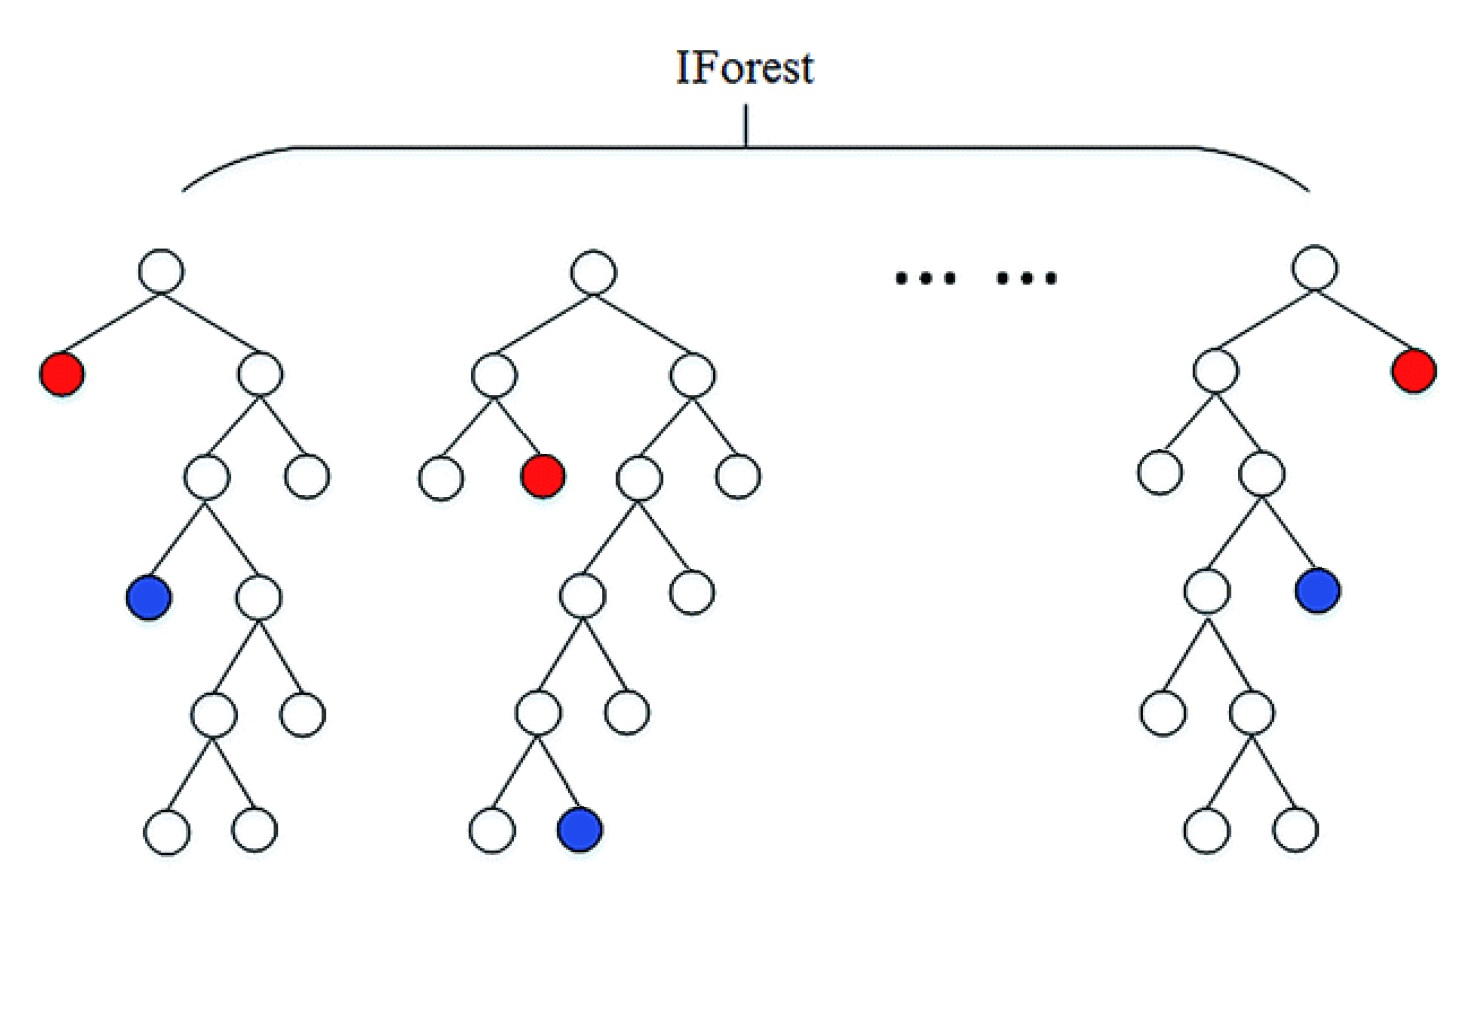 IForest
… …